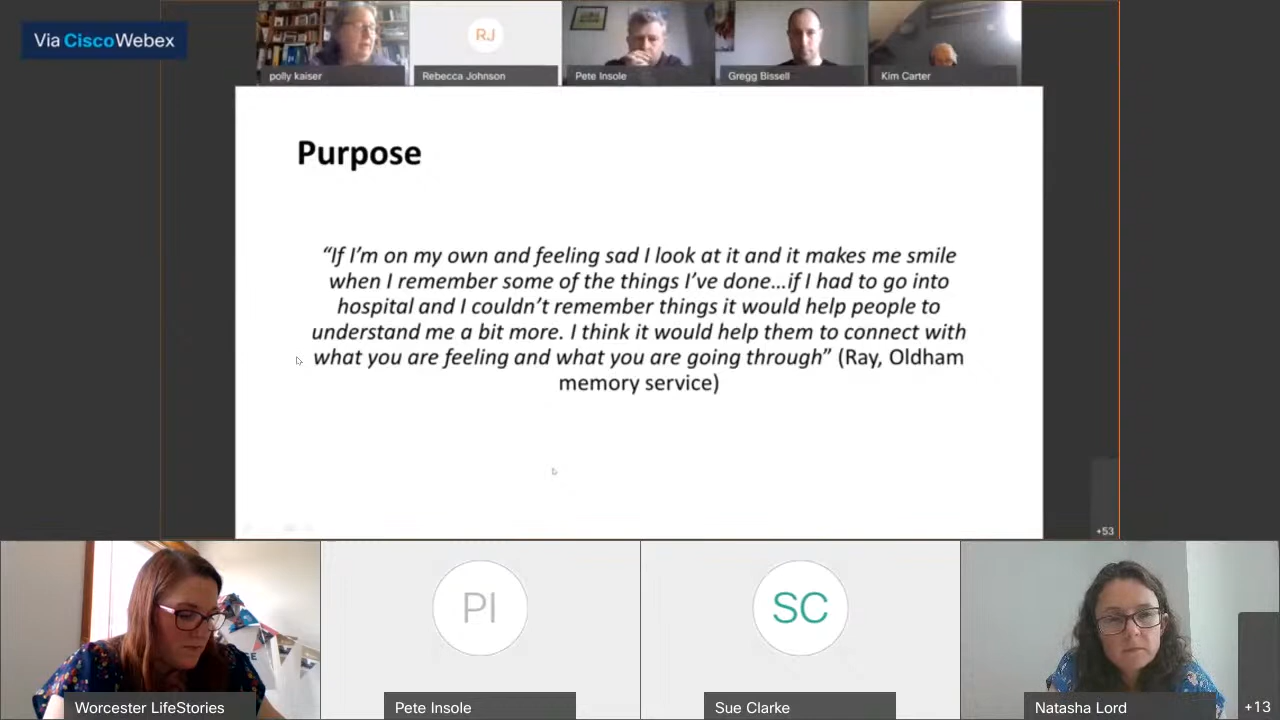 Via CiscoWebex
RJ
polly kaiser
Rebecca Johnson
Pete Insole
Gregg Bissell
Kim Carter
Purpose
“If I’m on my own and feeling sad I look at it and it makes me smile
when I remember some of the things I’ve done...if I had to go into
hospital and I couldn’t remember things it would help people to
understand me a bit more. I think it would help them to connect with
what you are feeling and what you are going through” (Ray, Oldham
memory service)
+53
PI
SC
Worcester LifeStories
Pete Insole
Sue Clarke
Natasha Lord
+13